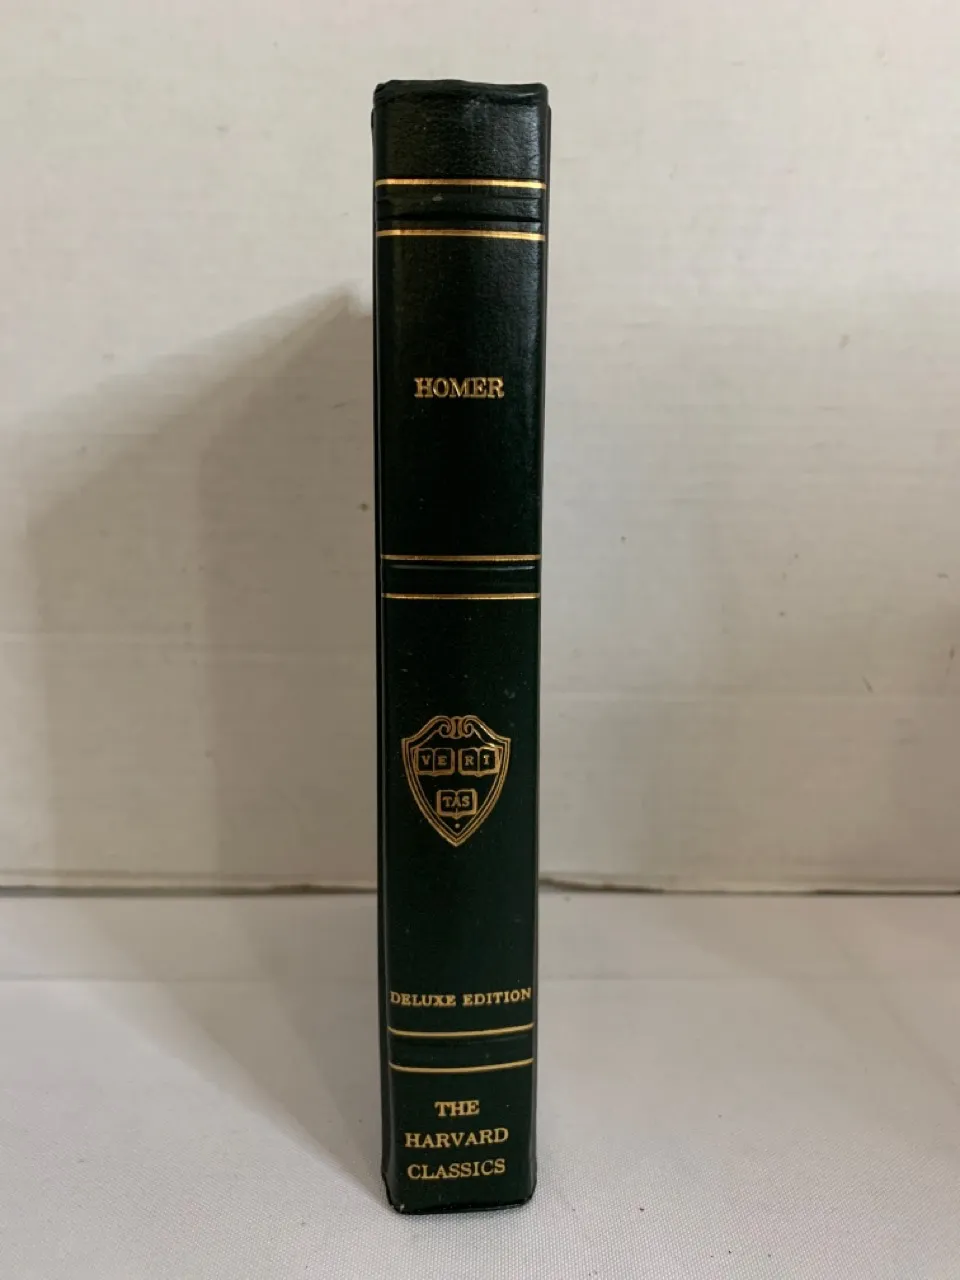 HOMER
VE RI
TAS
DELUXE EDITION
THE
HARVARD
CLASSICS